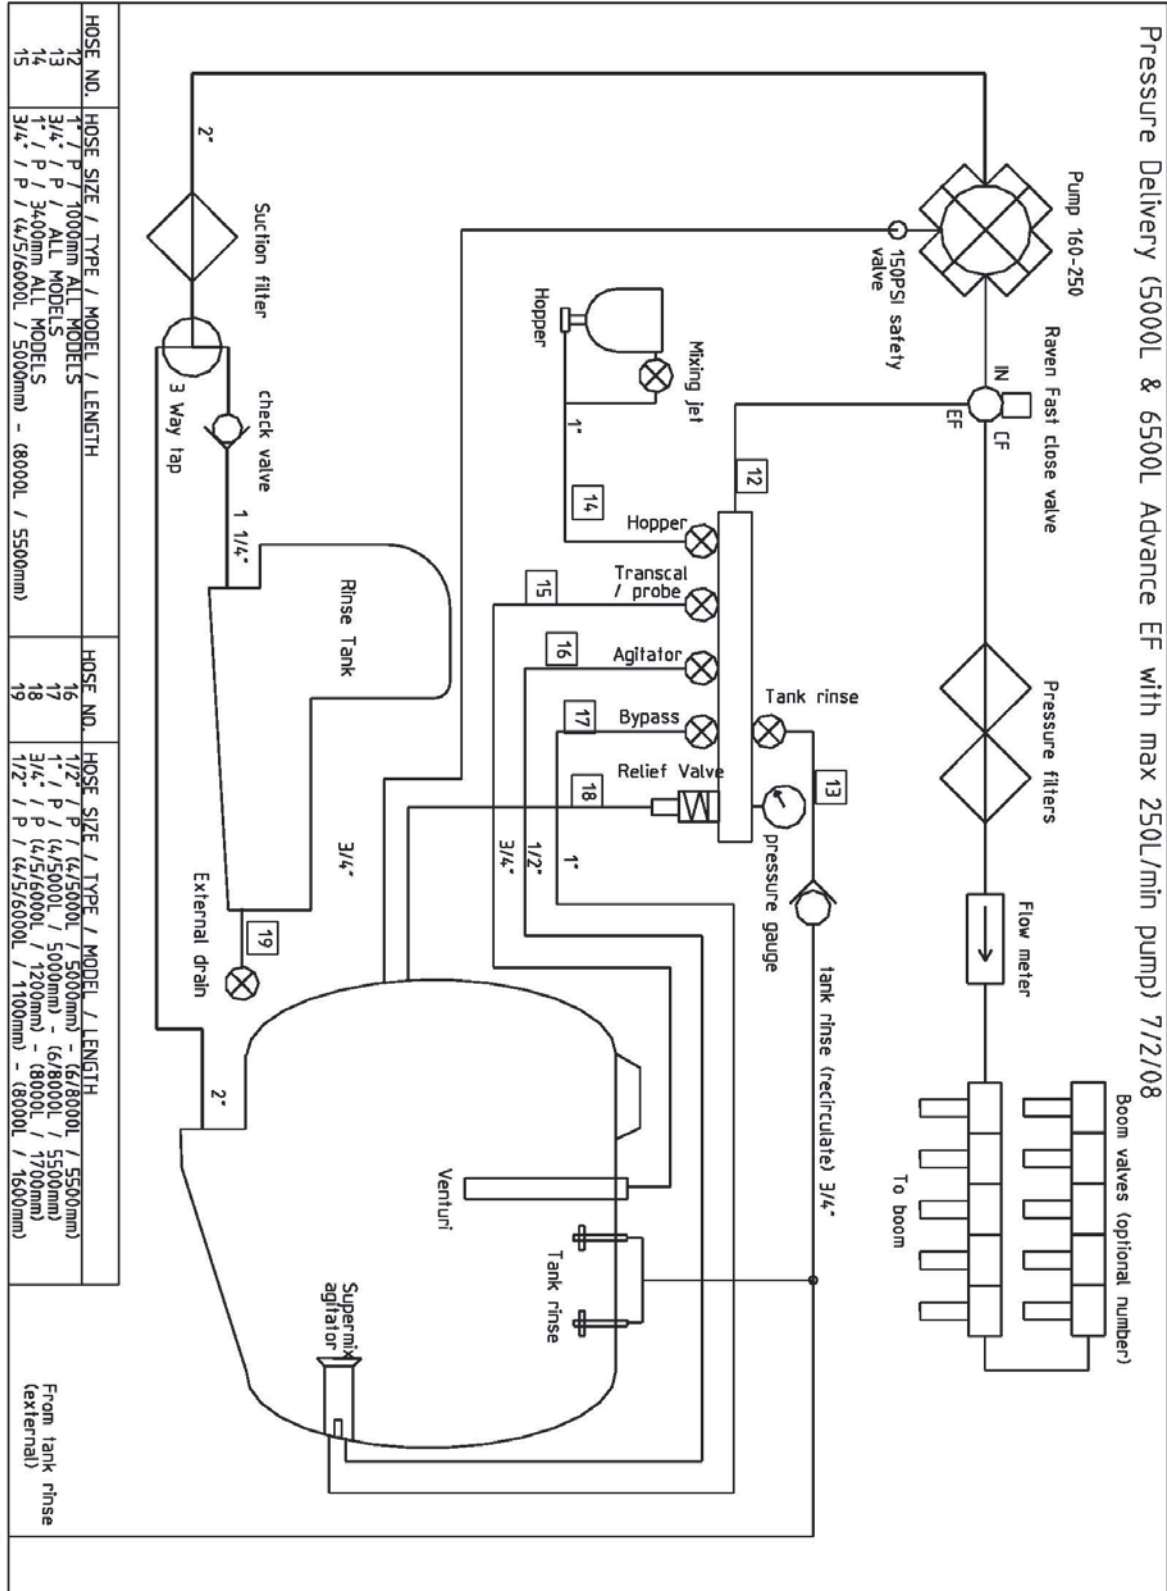 Pressure Delivery (5000L & 6500L Advance EF with max 250L/min pump) 7/2/08
Pump 160-250
Raven Fast close valve
IN
CF
EF
Pressure filters
Flow meter
Boom valves (optional number)
To boom
150PSI safety
valve
Mixing jet
Hopper
1"
12
14
Hopper
Transcal
/ probe
15
Agitator
16
Bypass
17
Relief Valve
18
Tank rinse
13
pressure gauge
tank rinse (recirculate) 3/4"
1"
1/2"
3/4"
3/4"
2"
Suction filter
3 Way tap
check valve
1 1/4"
Rinse Tank
External drain
19
2"
Venturi
Tank rinse
Supermix
agitator
From tank rinse
(external)
HOSE NO. HOSE SIZE / TYPE / MODEL / LENGTH
12 1" / P / 1000mm ALL MODELS
13 3/4" / P / ALL MODELS
14 1" / P / 3400mm ALL MODELS
15 3/4" / P / (4/5/6000L / 5000mm) - (8000L / 5500mm)
HOSE NO. HOSE SIZE / TYPE / MODEL / LENGTH
16 1/2" / P / (4/5000L / 5000mm) - (6/8000L / 5500mm)
17 1" / P / (4/5000L / 5000mm) - (6/8000L / 5500mm)
18 3/4" / P (4/5/6000L / 1200mm) - (8000L / 1700mm)
19 1/2" / P / (4/5/6000L / 1100mm) - (8000L / 1600mm)